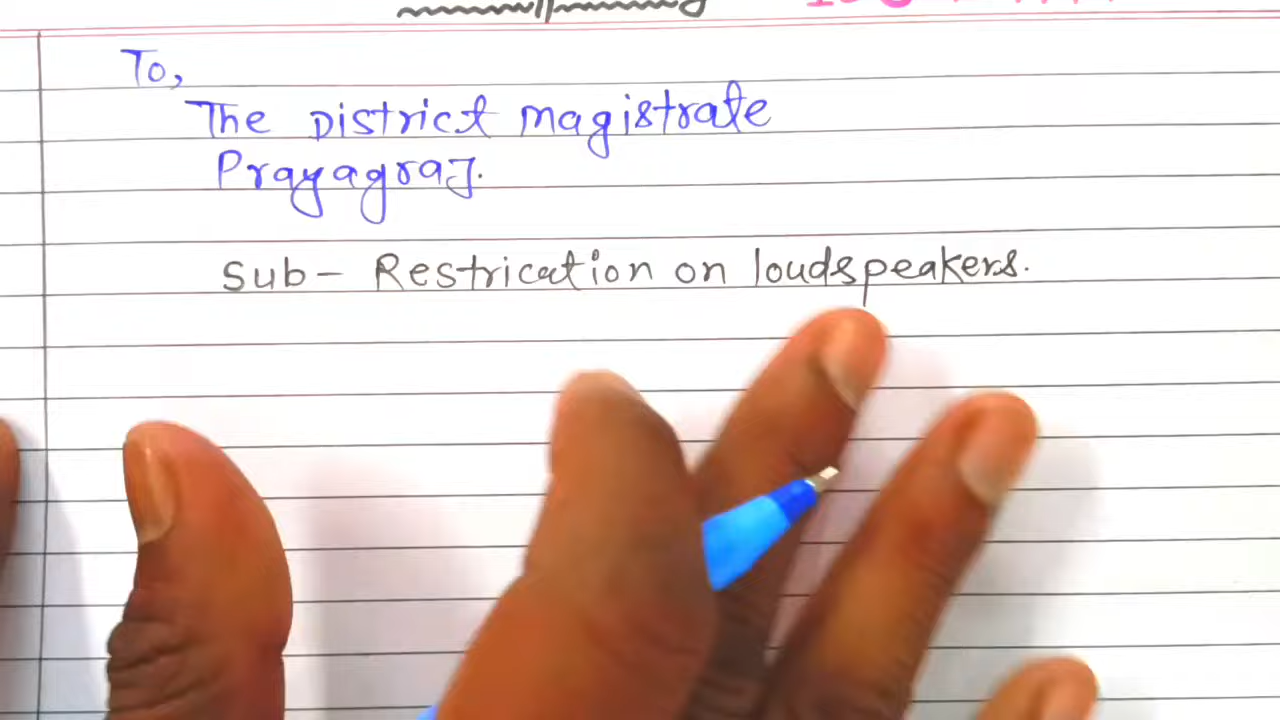 To,
The District magistrate
Prayagraj.
Sub- Restrication on loudspeakers.